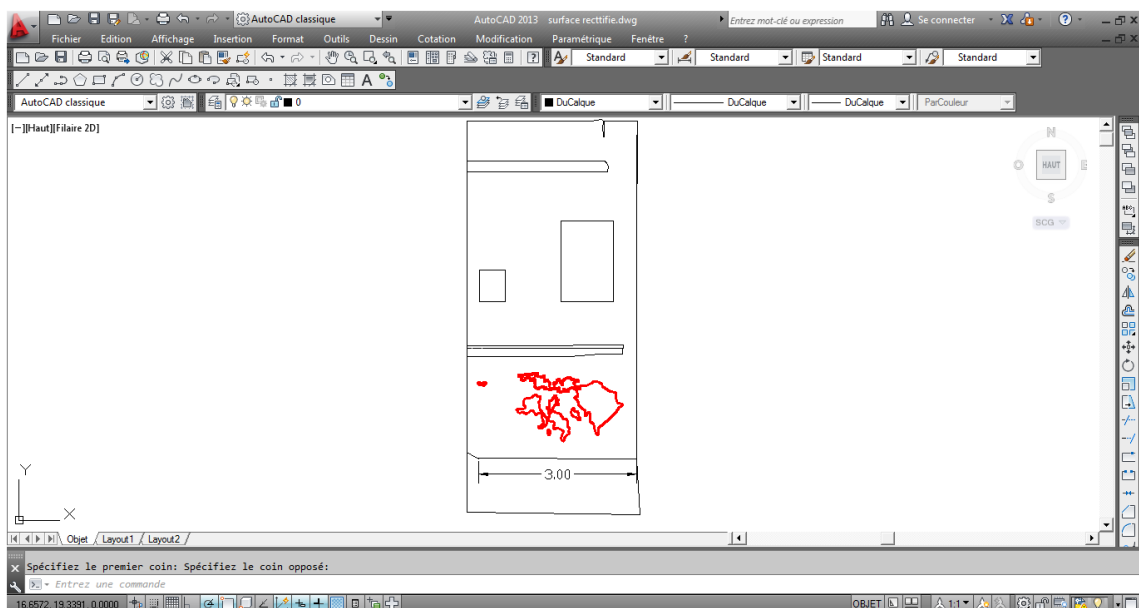 AutoCAD classique AutoCAD 2013 surface recttifie.dwg Entrez mot-clé ou expression Se connecter
Fichier Edition Affichage Insertion Format Outils Dessin Cotation Modification Paramétrique Fenêtre ?
Standard Standard Standard Standard
A
AutoCAD classique 0 DuCalque DuCalque DuCalque ParCouleur
[−][Haut][Filaire 2D]
N
O HAUT E
S
SCG
3.00
Y
X
Objet Layout1 Layout2
Spécifiez le premier coin: Spécifiez le coin opposé:
Entrez une commande
16.6572, 19.3391, 0.0000 OBJET 1:1